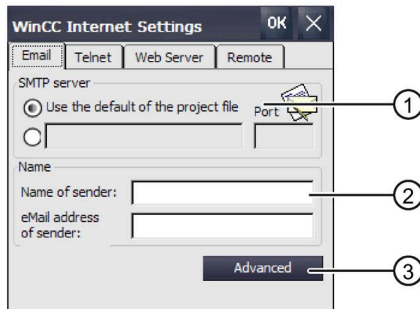 WinCC Internet Settings OK
Email Telnet Web Server Remote
SMTP server
Use the default of the project file Port
1
Name
Name of sender:
2
eMail address
of sender:
Advanced
3